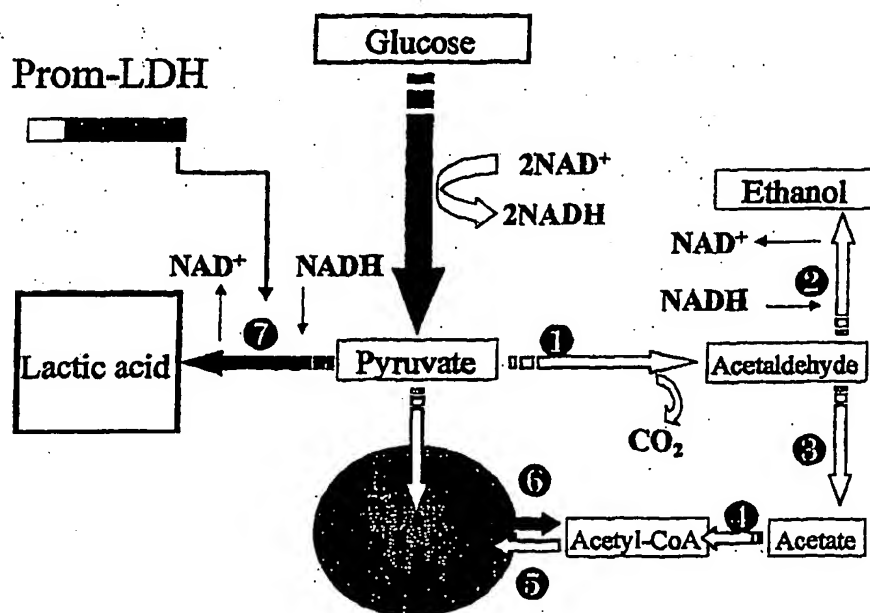 Glucose
Prom-LDH
2NAD⁺
2NADH
Ethanol
NAD⁺
NADH
2
NAD⁺
NADH
7
1
Lactic acid
Pyruvate
Acetaldehyde
CO₂
3
6
4
Acetyl-CoA
Acetate
5